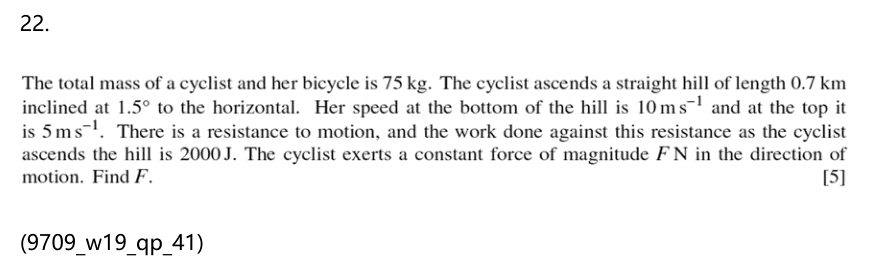 22.
The total mass of a cyclist and her bicycle is 75 kg. The cyclist ascends a straight hill of length 0.7 km
inclined at 1.5° to the horizontal. Her speed at the bottom of the hill is 10 m s⁻¹ and at the top it
is 5 m s⁻¹. There is a resistance to motion, and the work done against this resistance as the cyclist
ascends the hill is 2000 J. The cyclist exerts a constant force of magnitude F N in the direction of
motion. Find F. [5]
(9709_w19_qp_41)